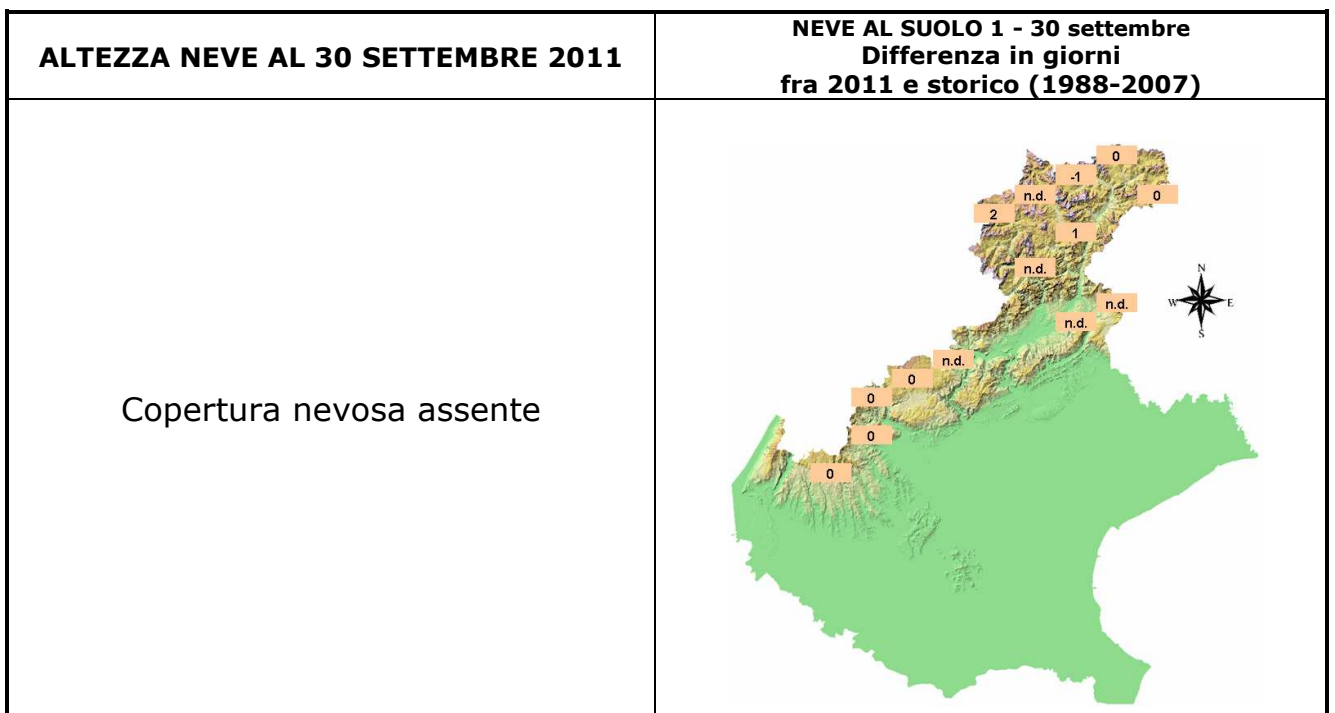 ALTEZZA NEVE AL 30 SETTEMBRE 2011
NEVE AL SUOLO 1 - 30 settembre
Differenza in giorni
fra 2011 e storico (1988-2007)
Copertura nevosa assente
0
-1
n.d.
0
2
1
n.d.
N
W E
S
n.d.
n.d.
n.d.
0
0
0
0